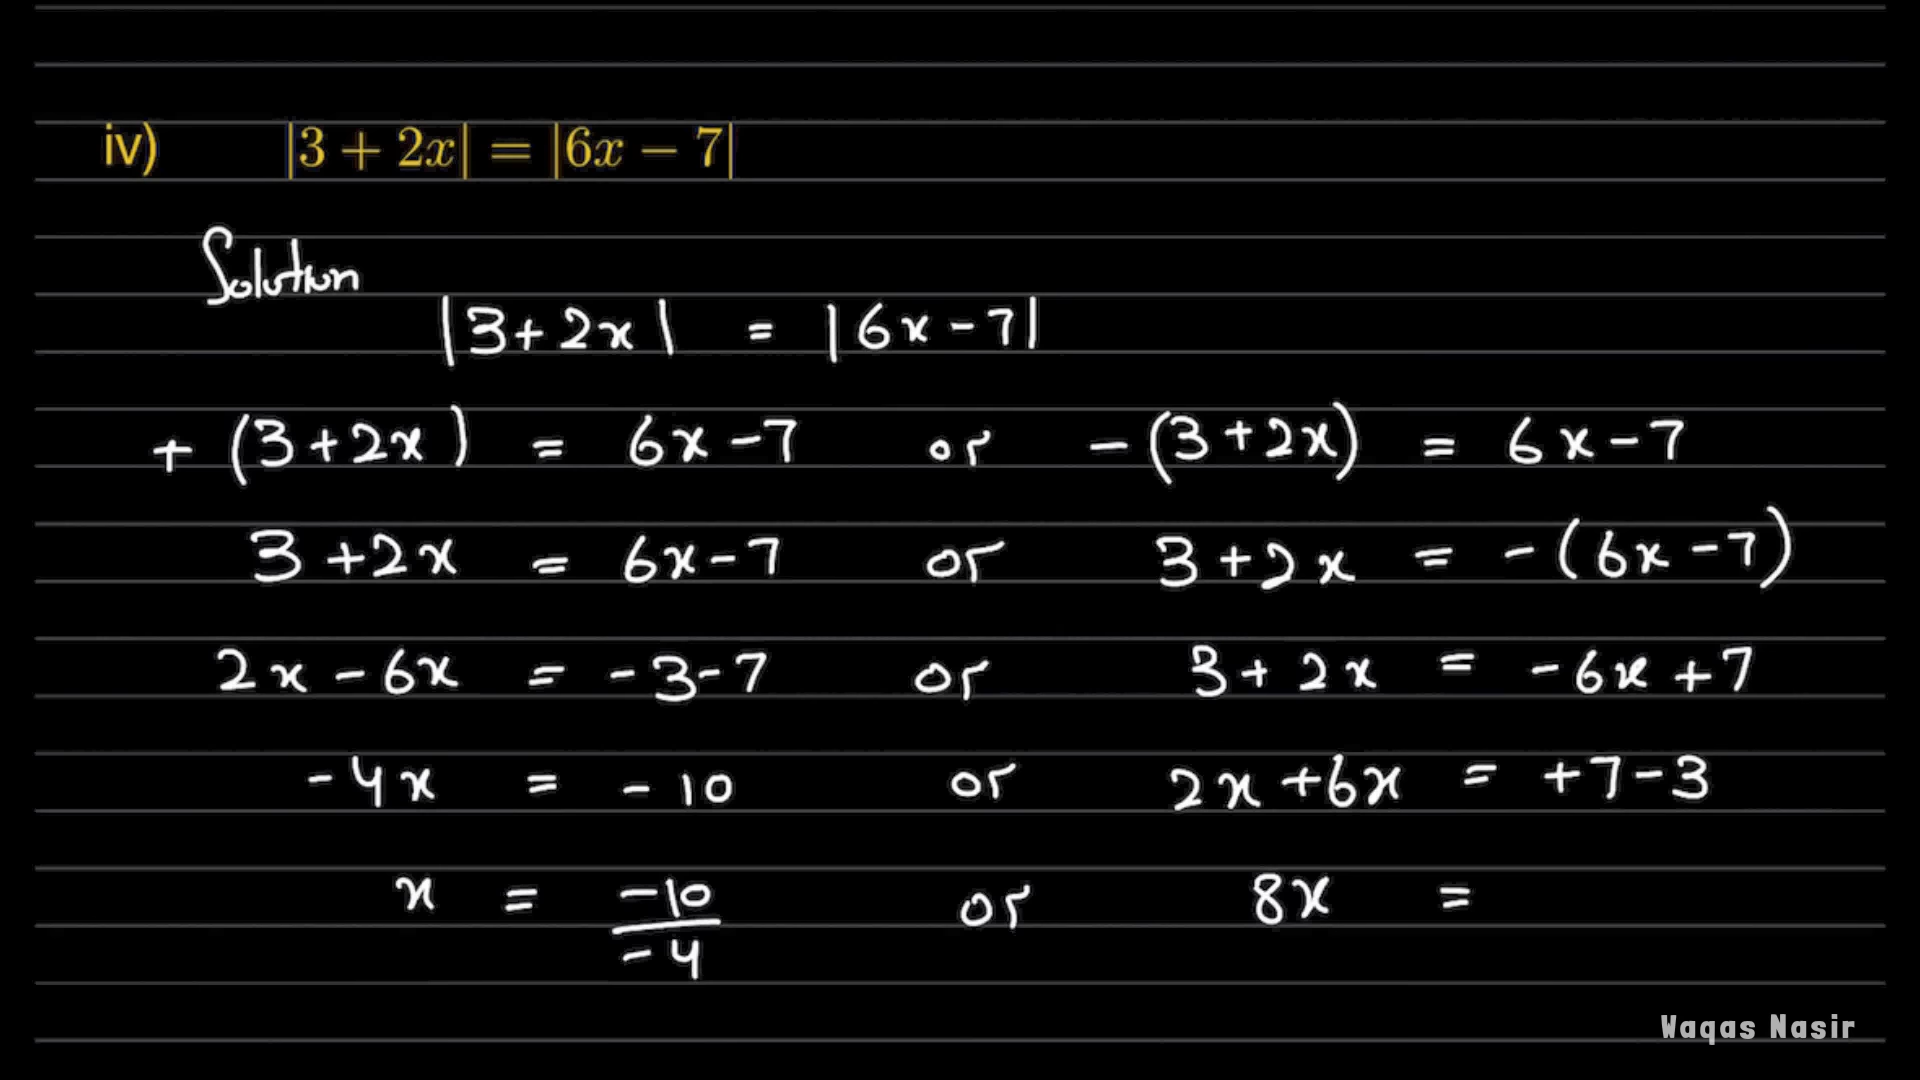 iv) |3 + 2x| = |6x − 7|
Solution
|3+2x| = |6x-7|
+(3+2x) = 6x-7 or -(3+2x) = 6x-7
3+2x = 6x-7 or 3+2x = -(6x-7)
2x-6x = -3-7 or 3+2x = -6x+7
-4x = -10 or 2x+6x = +7-3
x = -10/-4 or 8x =
Waqas Nasir